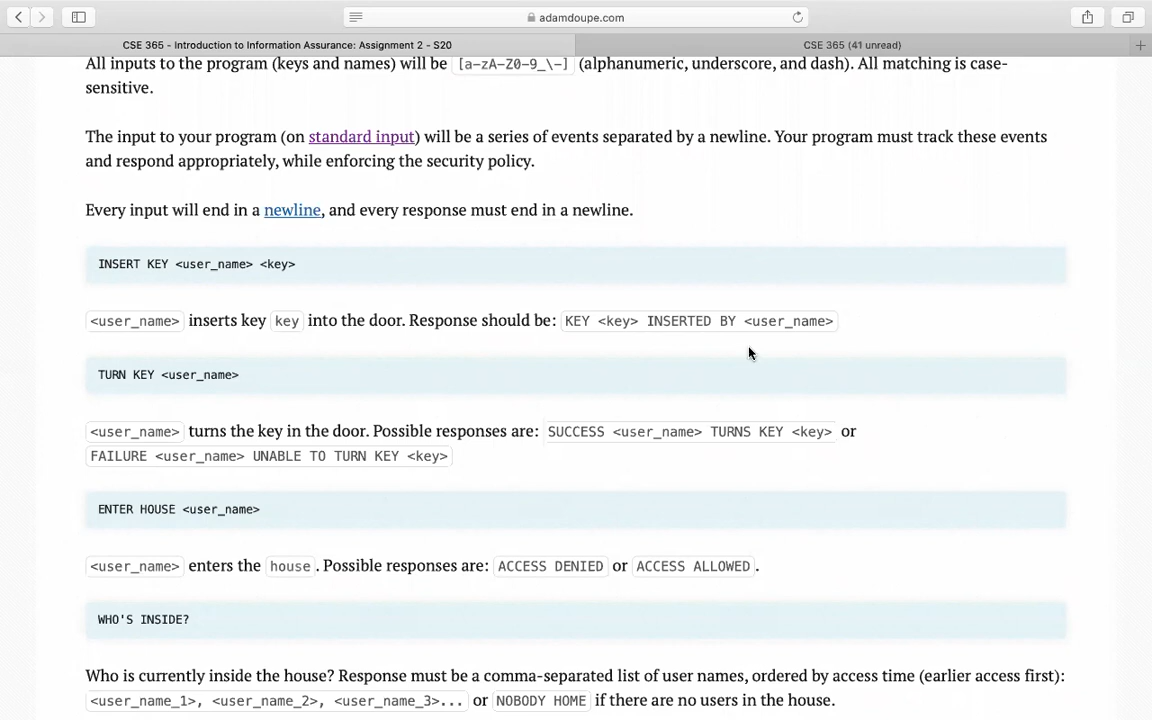 adamdoupe.com
CSE 365 - Introduction to Information Assurance: Assignment 2 - S20
CSE 365 (41 unread)
All inputs to the program (keys and names) will be [a-zA-Z0-9_\-] (alphanumeric, underscore, and dash). All matching is case-
sensitive.
The input to your program (on standard input) will be a series of events separated by a newline. Your program must track these events
and respond appropriately, while enforcing the security policy.
Every input will end in a newline, and every response must end in a newline.
INSERT KEY <user_name> <key>
<user_name> inserts key key into the door. Response should be: KEY <key> INSERTED BY <user_name>
TURN KEY <user_name>
<user_name> turns the key in the door. Possible responses are: SUCCESS <user_name> TURNS KEY <key> or
FAILURE <user_name> UNABLE TO TURN KEY <key>
ENTER HOUSE <user_name>
<user_name> enters the house. Possible responses are: ACCESS DENIED or ACCESS ALLOWED.
WHO'S INSIDE?
Who is currently inside the house? Response must be a comma-separated list of user names, ordered by access time (earlier access first):
<user_name_1>, <user_name_2>, <user_name_3>... or NOBODY HOME if there are no users in the house.